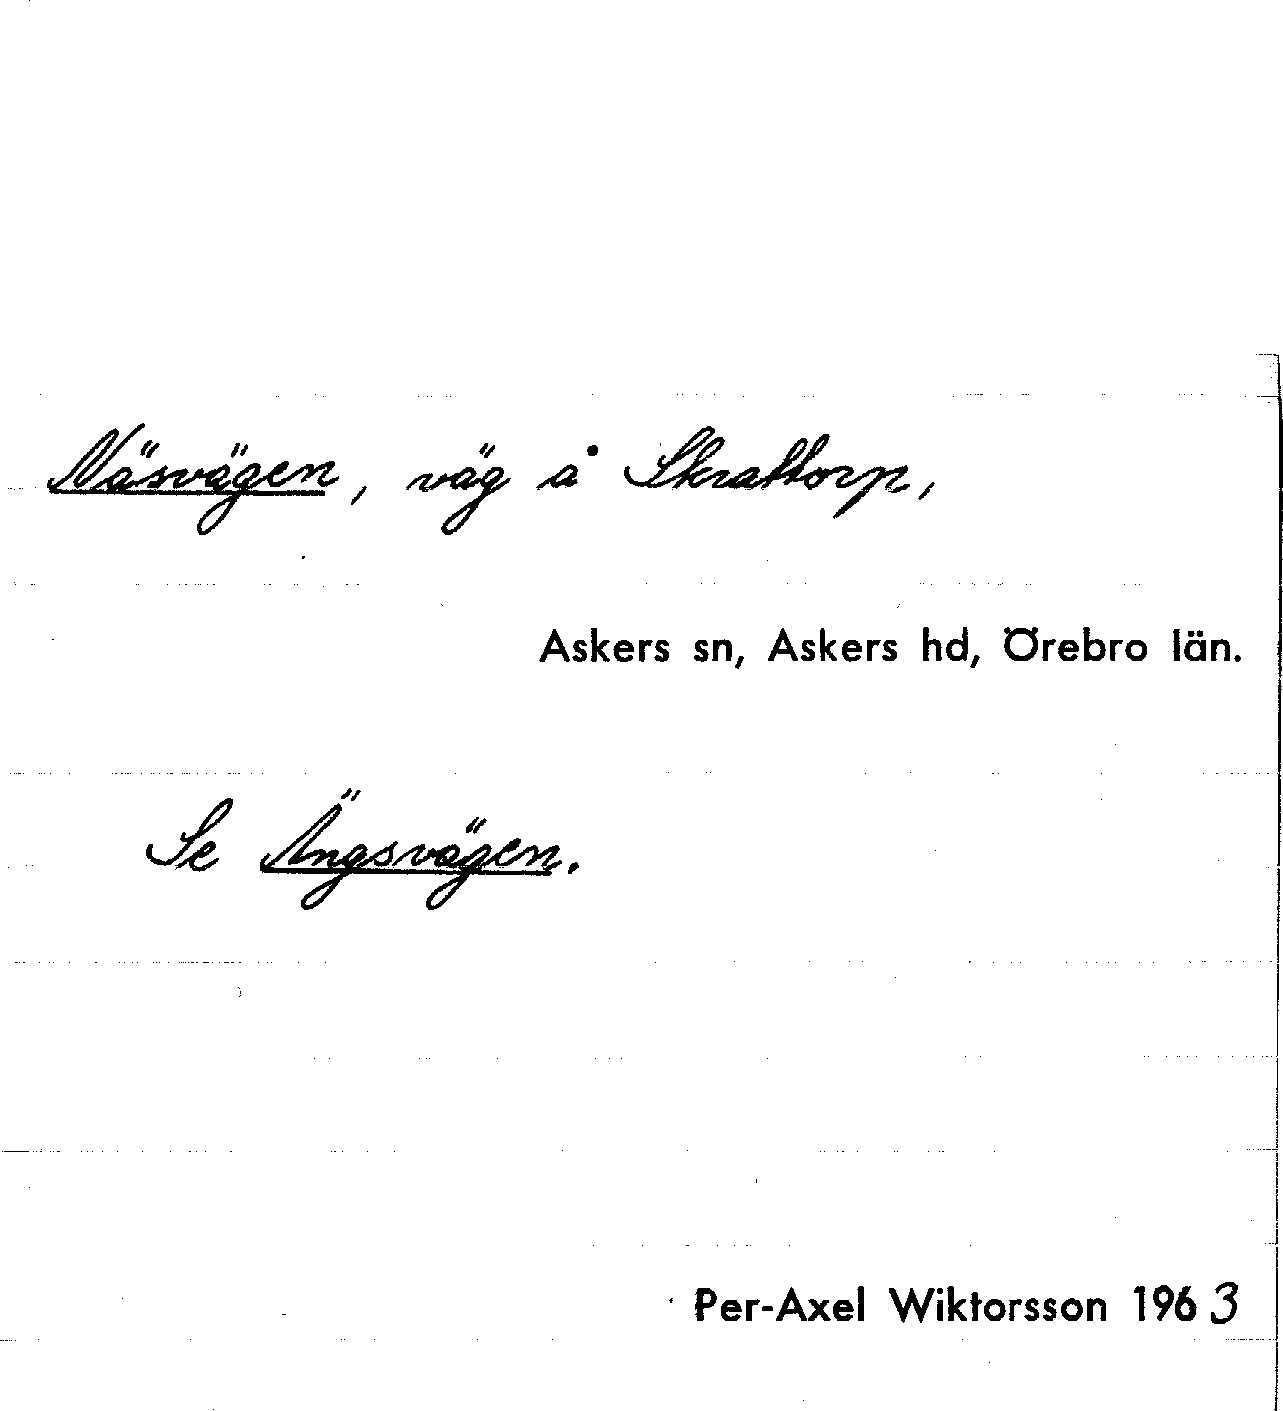 Näsvägen, väg å Skrattorp,
Askers sn, Askers hd, Örebro län.
Se Ängsvägen.
Per-Axel Wiktorsson 1963